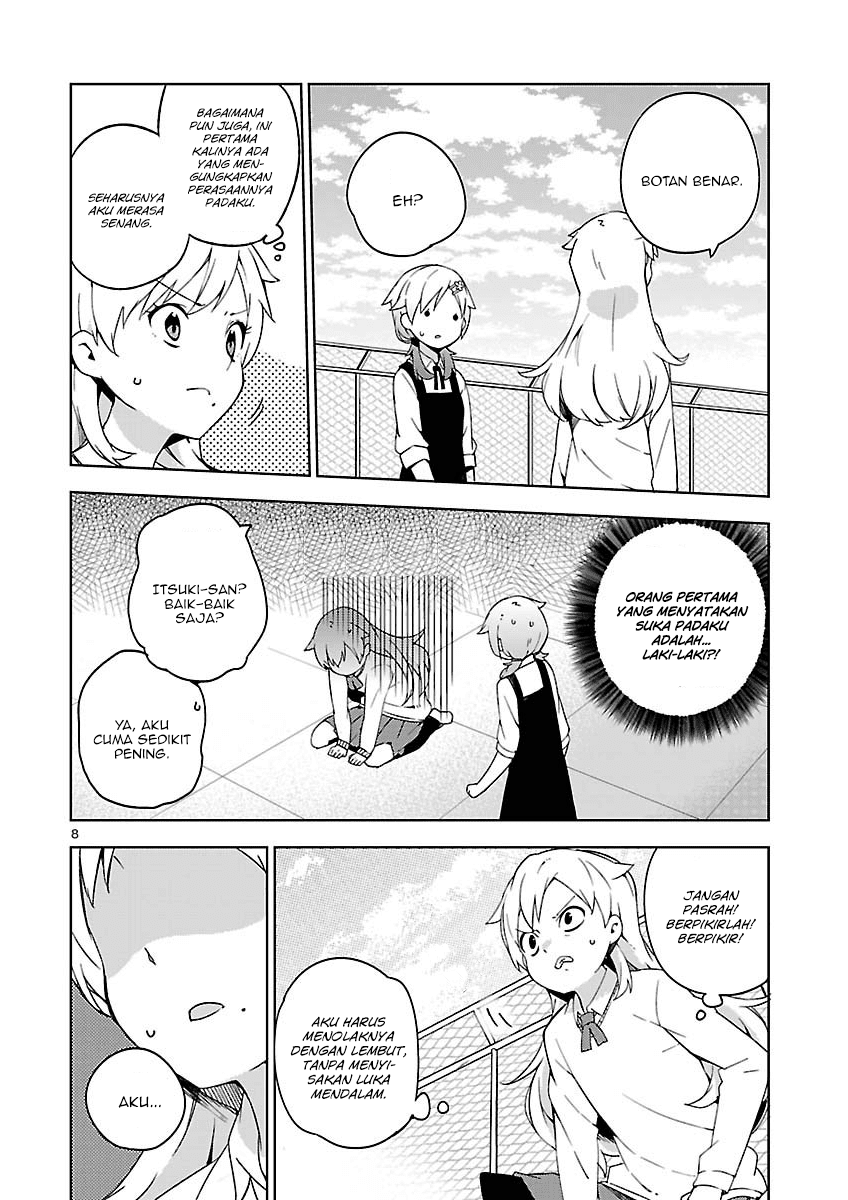 BOTAN BENAR.
EH?
BAGAIMANA
PUN JUGA, INI
PERTAMA
KALINYA ADA
YANG MEN-
GUNGKAPKAN
PERASAANNYA
PADAKU.
SEHARUSNYA
AKU MERASA
SENANG.
ORANG PERTAMA
YANG MENYATAKAN
SUKA PADAKU
ADALAH...
LAKI-LAKI?!
ITSUKI-SAN?
BAIK-BAIK
SAJA?
YA, AKU
CUMA SEDIKIT
PENING.
8
JANGAN
PASRAH!
BERPIKIRLAH!
BERPIKIR!
AKU HARUS
MENOLAKNYA
DENGAN LEMBUT,
TANPA MENYI-
SAKAN LUKA
MENDALAM.
AKU...